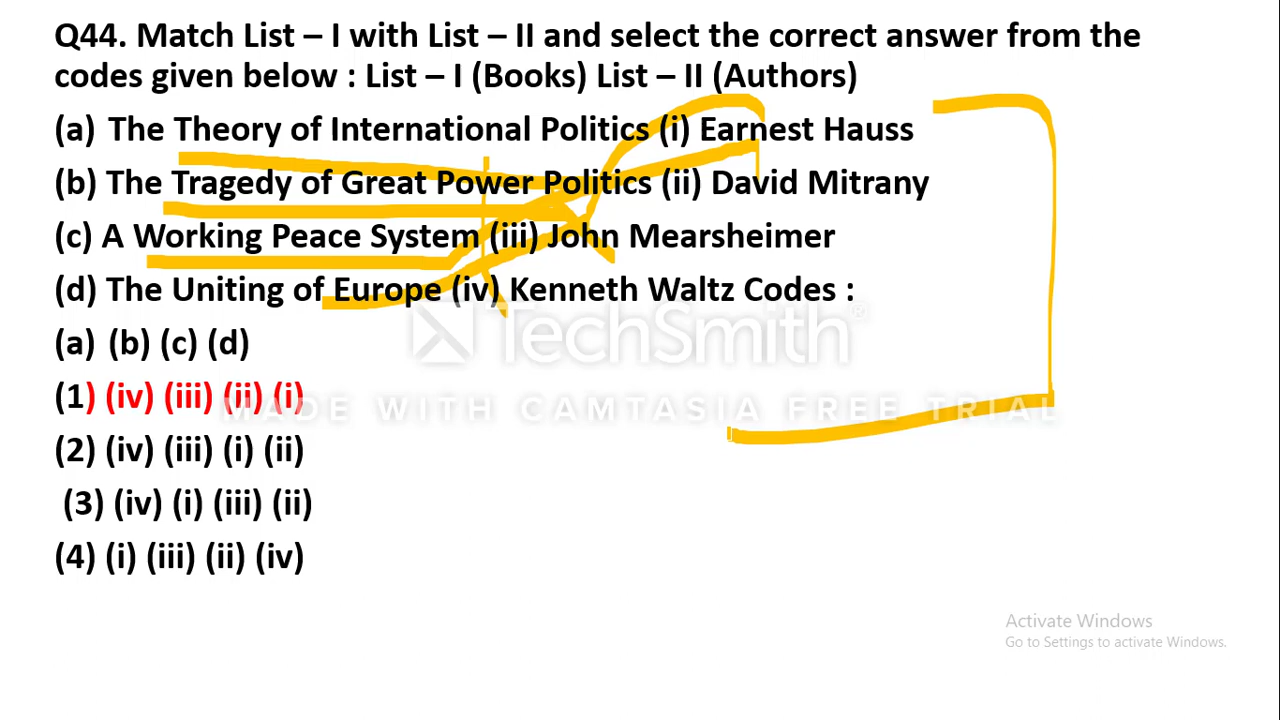 Q44. Match List – I with List – II and select the correct answer from the
codes given below : List – I (Books) List – II (Authors)
(a) The Theory of International Politics (i) Earnest Hauss
(b) The Tragedy of Great Power Politics (ii) David Mitrany
(c) A Working Peace System (iii) John Mearsheimer
(d) The Uniting of Europe (iv) Kenneth Waltz Codes :
TechSmith®
(a) (b) (c) (d)
(1) (iv) (iii) (ii) (i)
MADE WITH CAMTASIA FREE TRIAL
(2) (iv) (iii) (i) (ii)
(3) (iv) (i) (iii) (ii)
(4) (i) (iii) (ii) (iv)
Activate Windows
Go to Settings to activate Windows.